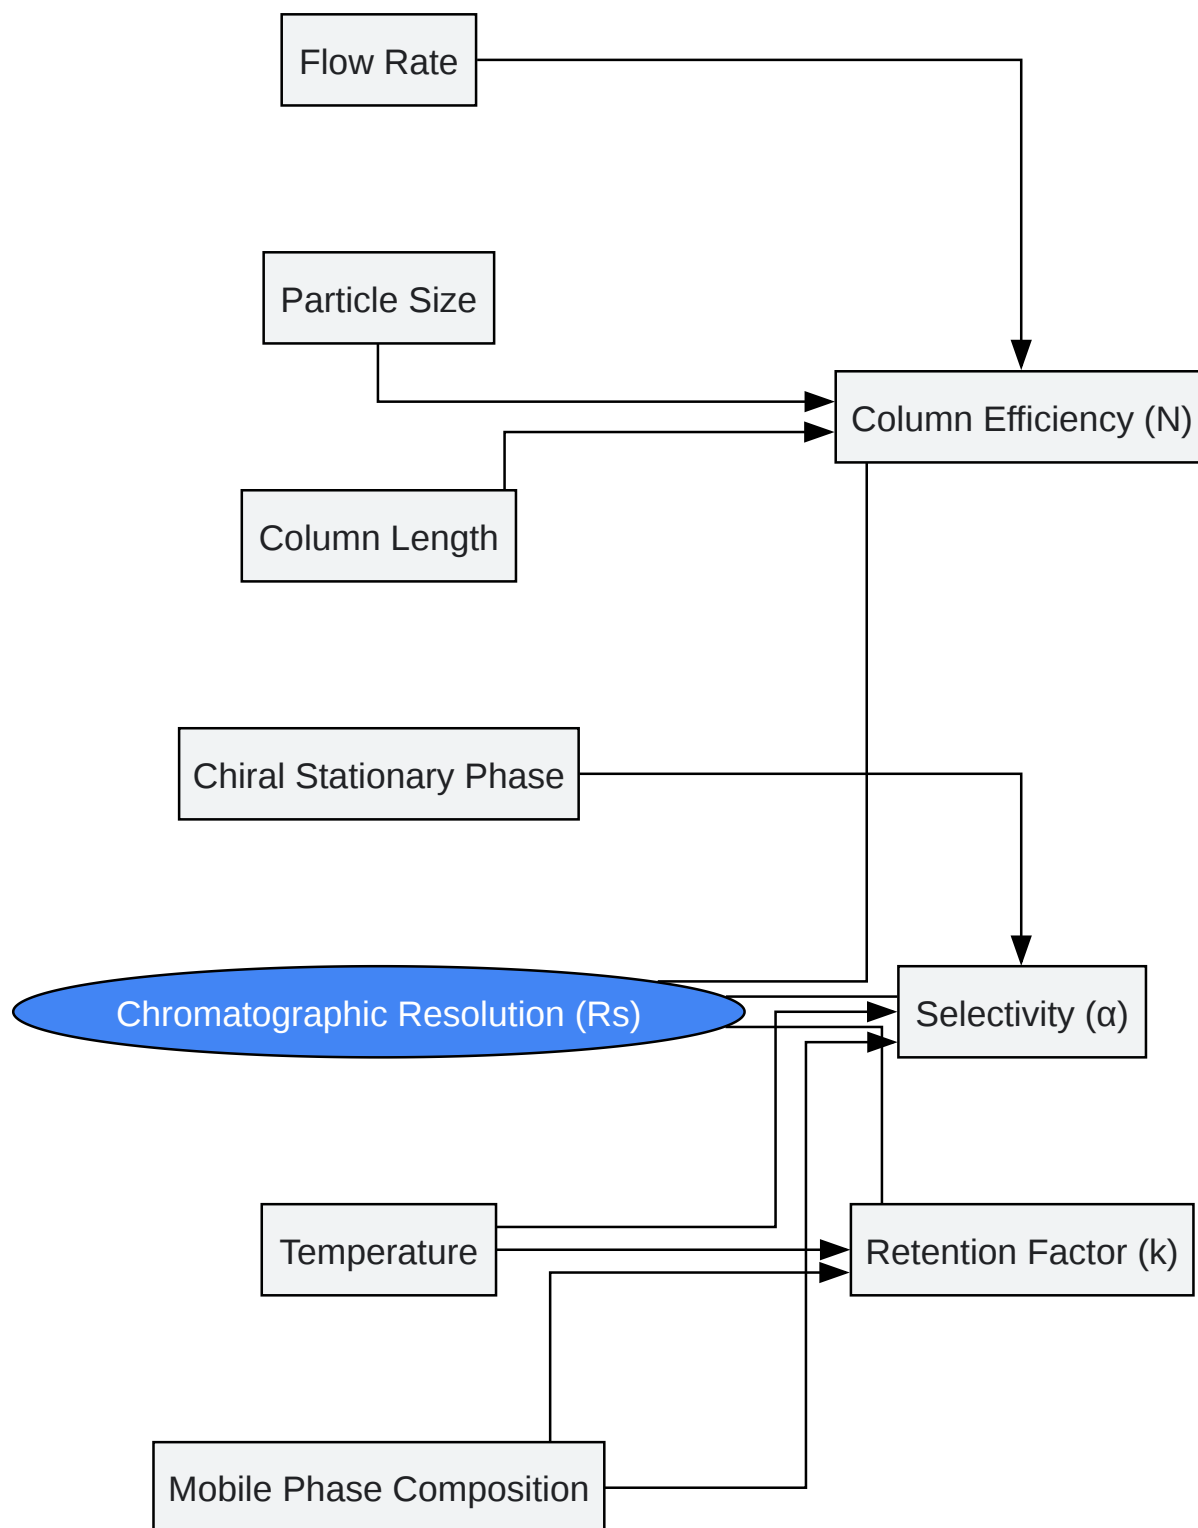 Flow Rate
Particle Size
Column Efficiency (N)
Column Length
Chiral Stationary Phase
Chromatographic Resolution (Rs)
Selectivity (α)
Temperature
Retention Factor (k)
Mobile Phase Composition